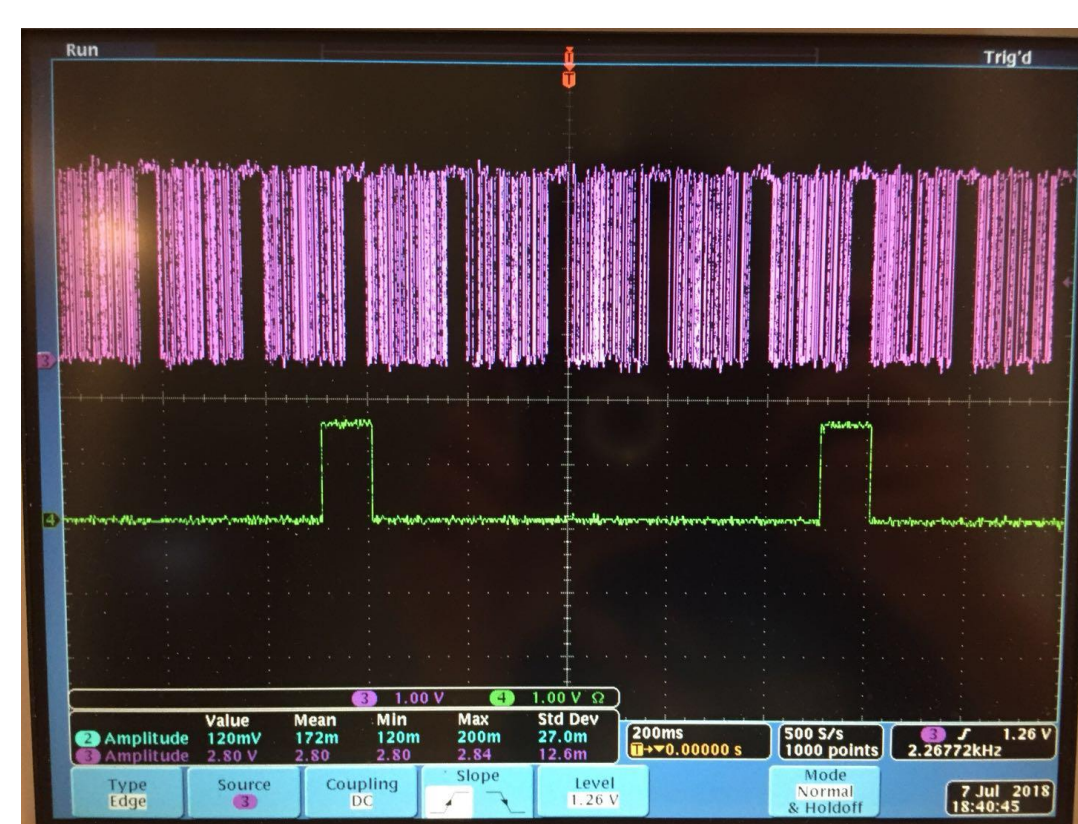 Run Trig'd
T
T
3
4
3 1.00 V 4 1.00 V Ω
Value Mean Min Max Std Dev
2 Amplitude 120mV 172m 120m 200m 27.0m
3 Amplitude 2.80 V 2.80 2.80 2.84 12.6m
200ms
T→▼0.00000 s
500 S/s
1000 points
3 1.26 V
2.26772kHz
Type
Edge
Source
3
Coupling
DC
Slope
Level
1.26 V
Mode
Normal
& Holdoff
7 Jul 2018
18:40:45